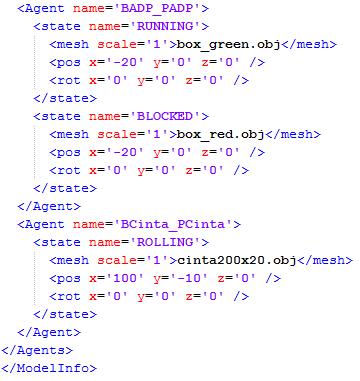 <Agent name='BADP_PADP'>
<state name='RUNNING'>
<mesh scale='1'>box_green.obj</mesh>
<pos x='-20' y='0' z='0' />
<rot x='0' y='0' z='0' />
</state>
<state name='BLOCKED'>
<mesh scale='1'>box_red.obj</mesh>
<pos x='-20' y='0' z='0' />
<rot x='0' y='0' z='0' />
</state>
</Agent>
<Agent name='BCinta_PCinta'>
<state name='ROLLING'>
<mesh scale='1'>cinta200x20.obj</mesh>
<pos x='100' y='-10' z='0' />
<rot x='0' y='0' z='0' />
</state>
</Agent>
</Agents>
</ModelInfo>